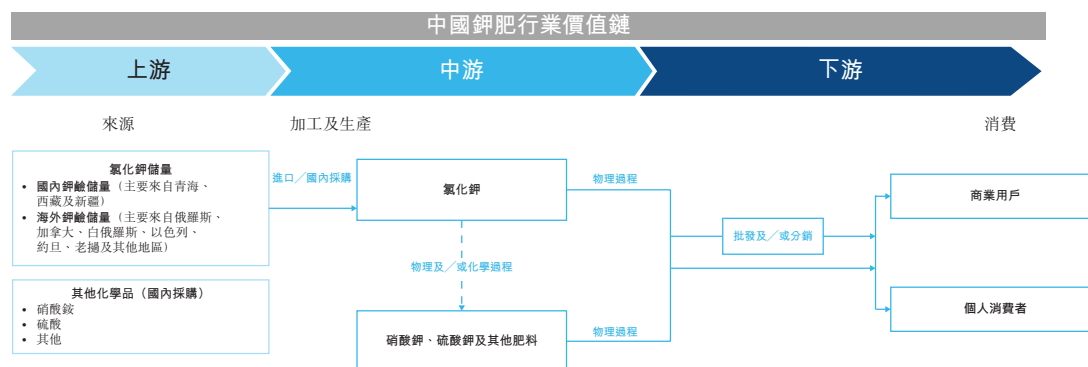 中國鉀肥行業價值鏈
上游
中游
下游
來源
加工及生產
消費
氯化鉀儲量
• 國內鉀鹼儲量（主要來自青海、
西藏及新疆）
• 海外鉀鹼儲量（主要來自俄羅斯、
加拿大、白俄羅斯、以色列、
約旦、老撾及其他地區）
其他化學品（國內採購）
• 硝酸銨
• 硫酸
• 其他
進口／國內採購
氯化鉀
物理及／或化學過程
硝酸鉀、硫酸鉀及其他肥料
物理過程
物理過程
批發及／或分銷
商業用戶
個人消費者